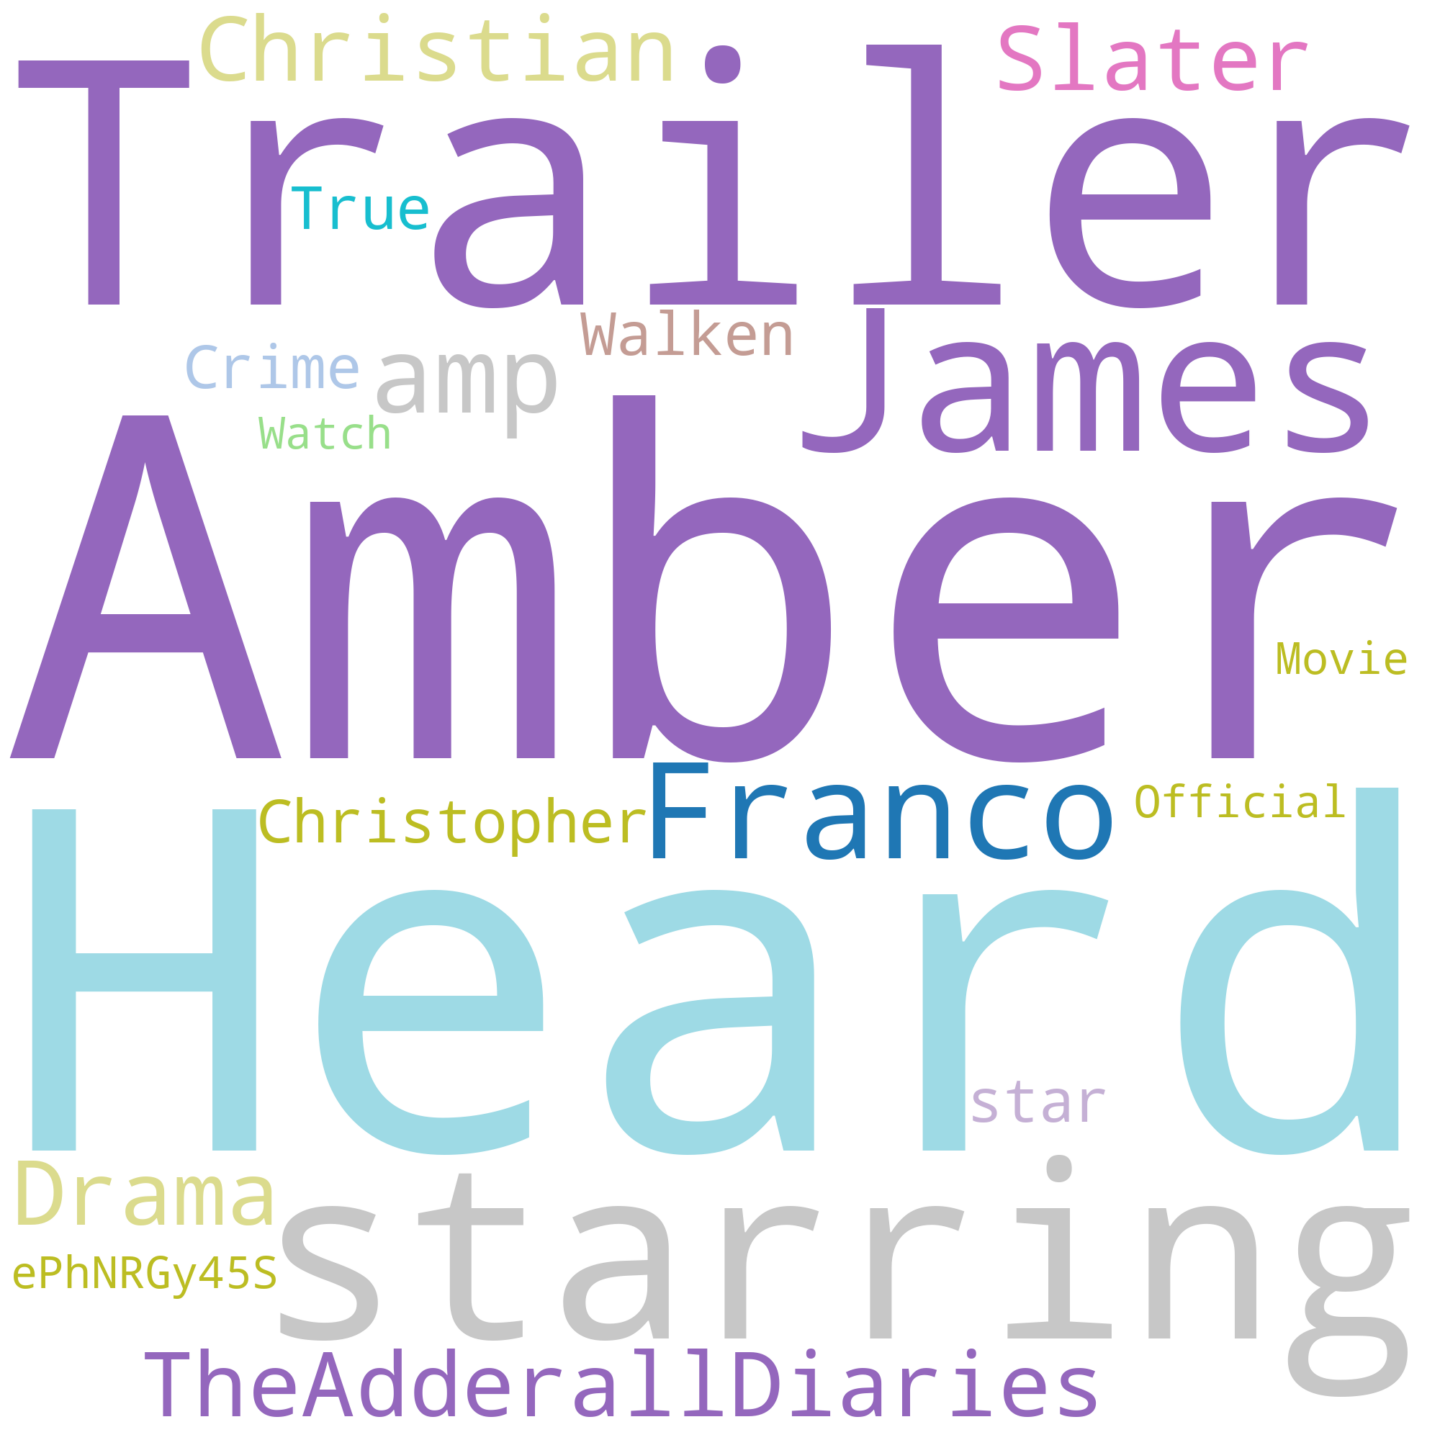 Christian Slater
Trailer
True
Walken
James
Crime amp
Watch
Amber
Movie
Franco
Official
Christopher
Heard
star
Drama
starring
ePhNRGy45S
TheAdderallDiaries